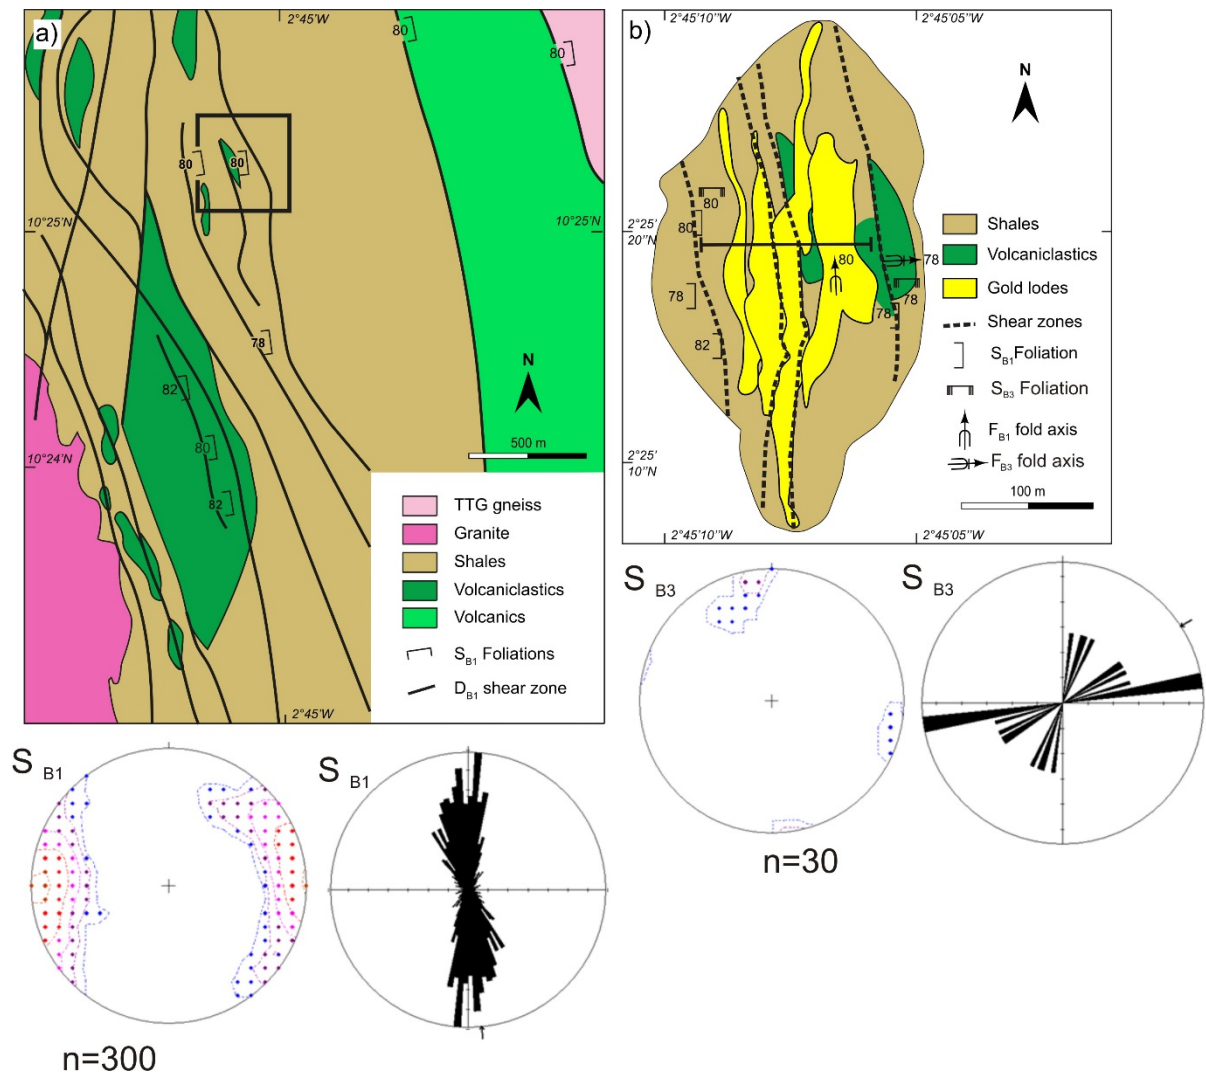 a)
2°45'W
80
80
80
80
10°25'N
10°25'N
78
82
80
82
10°24'N
N
500 m
TTG gneiss
Granite
Shales
Volcaniclastics
Volcanics
S B1 Foliations
D B1 shear zone
2°45'W
b)
2°45'10''W
2°45'05''W
N
2°25'
20''N
80
80
80
78
78
78
78
82
Shales
Volcaniclastics
Gold lodes
Shear zones
S B1 Foliation
S B3 Foliation
F B1 fold axis
F B3 fold axis
100 m
2°25'
10''N
2°45'10''W
2°45'05''W
S B3
S B3
n=30
S B1
S B1
n=300